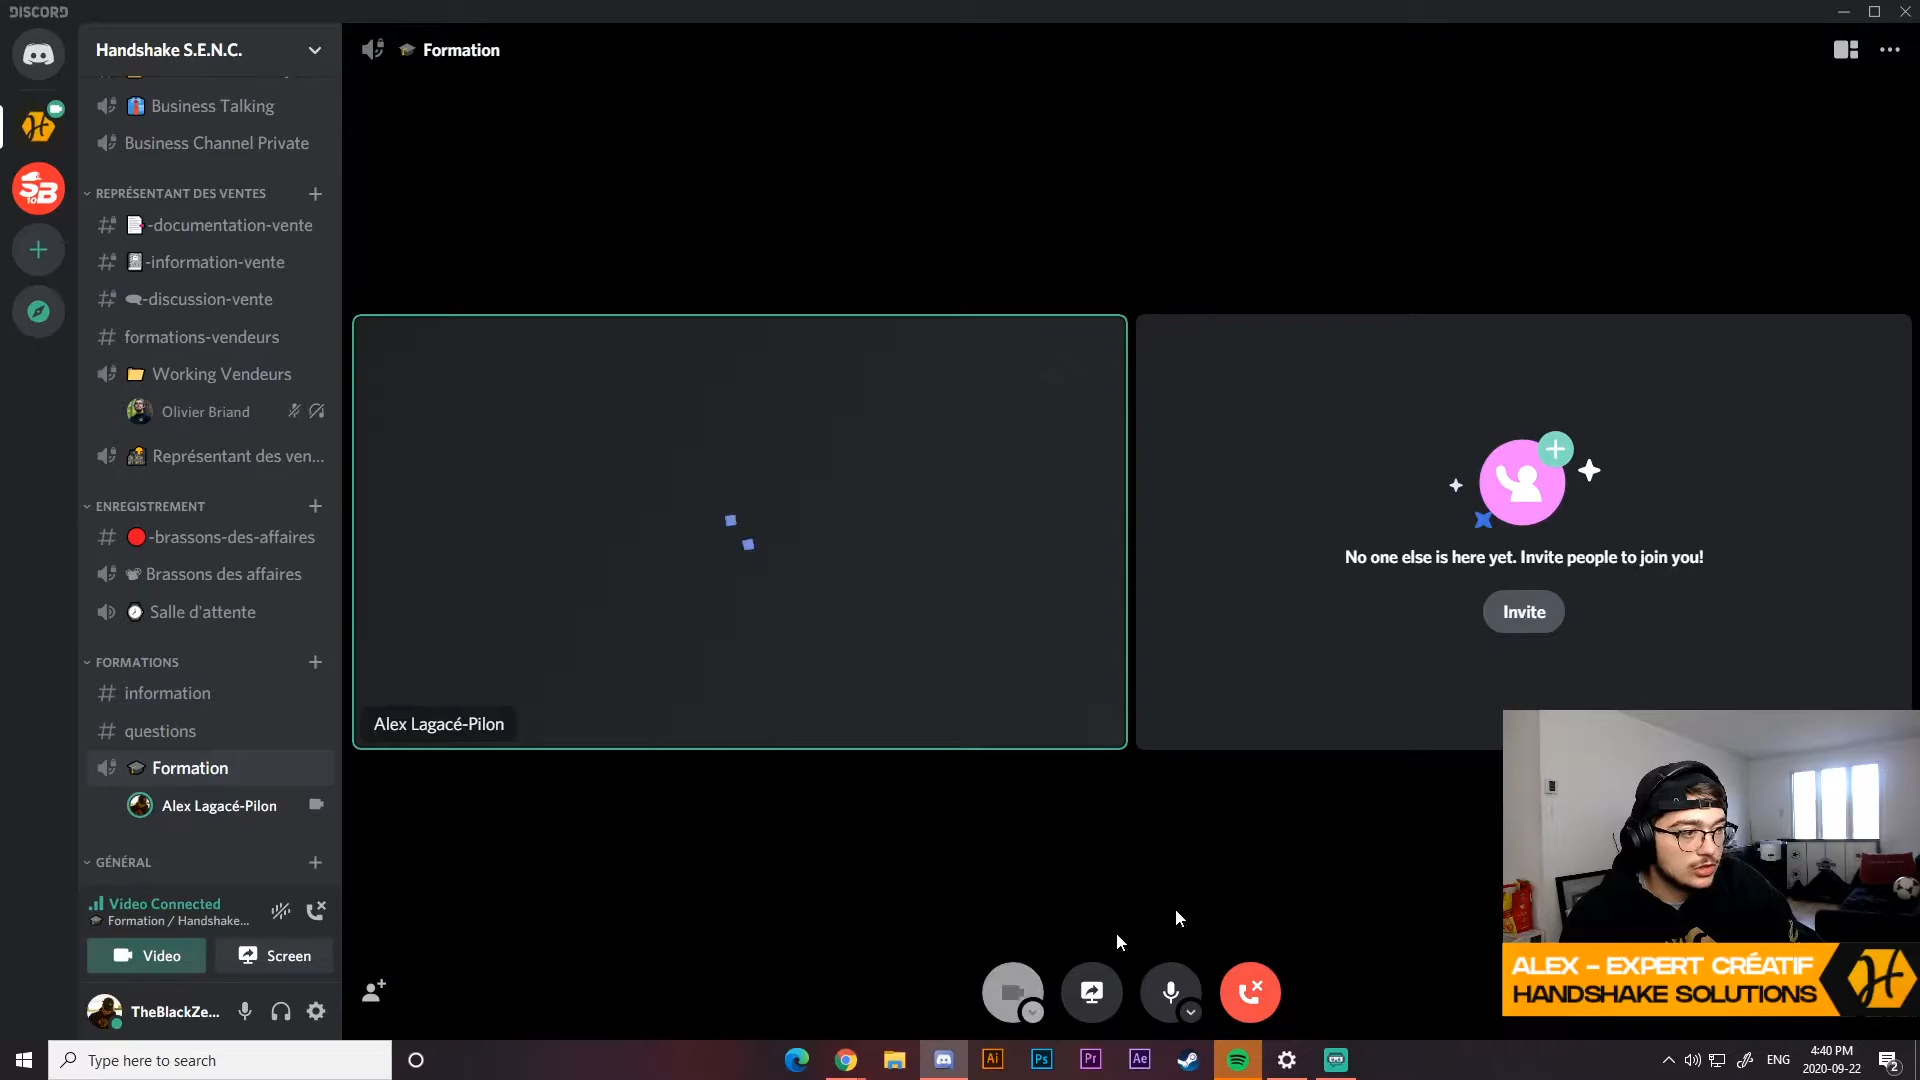 DISCORD
Handshake S.E.N.C.
Formation
Business Talking
Business Channel Private
REPRÉSENTANT DES VENTES
-documentation-vente
-information-vente
-discussion-vente
formations-vendeurs
Working Vendeurs
Olivier Briand
Représentant des ven...
ENREGISTREMENT
-brassons-des-affaires
Brassons des affaires
Salle d'attente
FORMATIONS
information
questions
Formation
Alex Lagacé-Pilon
GÉNÉRAL
Video Connected
Formation / Handshake...
Video
Screen
TheBlackZe...
Alex Lagacé-Pilon
No one else is here yet. Invite people to join you!
Invite
ALEX - EXPERT CRÉATIF
HANDSHAKE SOLUTIONS
Type here to search
Ai
Ps
Pr
Ae
ENG
4:40 PM
2020-09-22
2